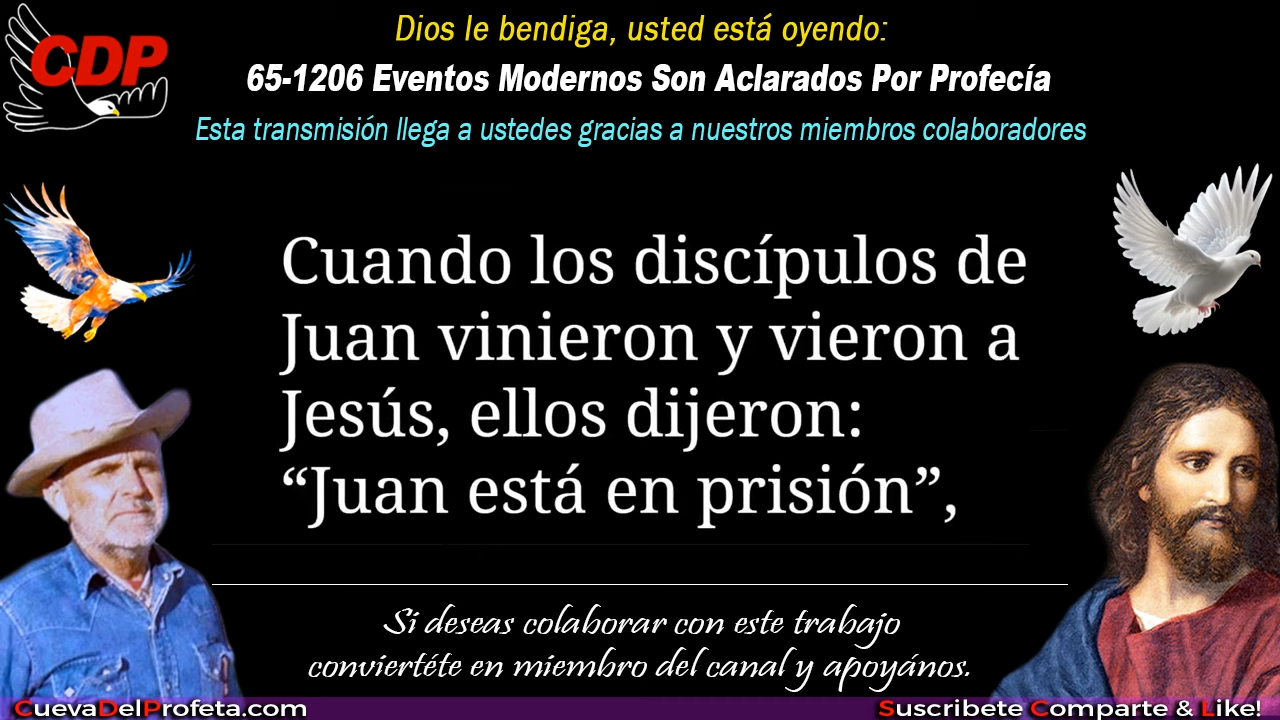 CDP
Dios le bendiga, usted está oyendo:
65-1206 Eventos Modernos Son Aclarados Por Profecía
Esta transmisión llega a ustedes gracias a nuestros miembros colaboradores
Cuando los discípulos de
Juan vinieron y vieron a
Jesús, ellos dijeron:
“Juan está en prisión”,
Si deseas colaborar con este trabajo
conviertéte en miembro del canal y apoyános.
CuevaDelProfeta.com
Suscribete Comparte & Like!